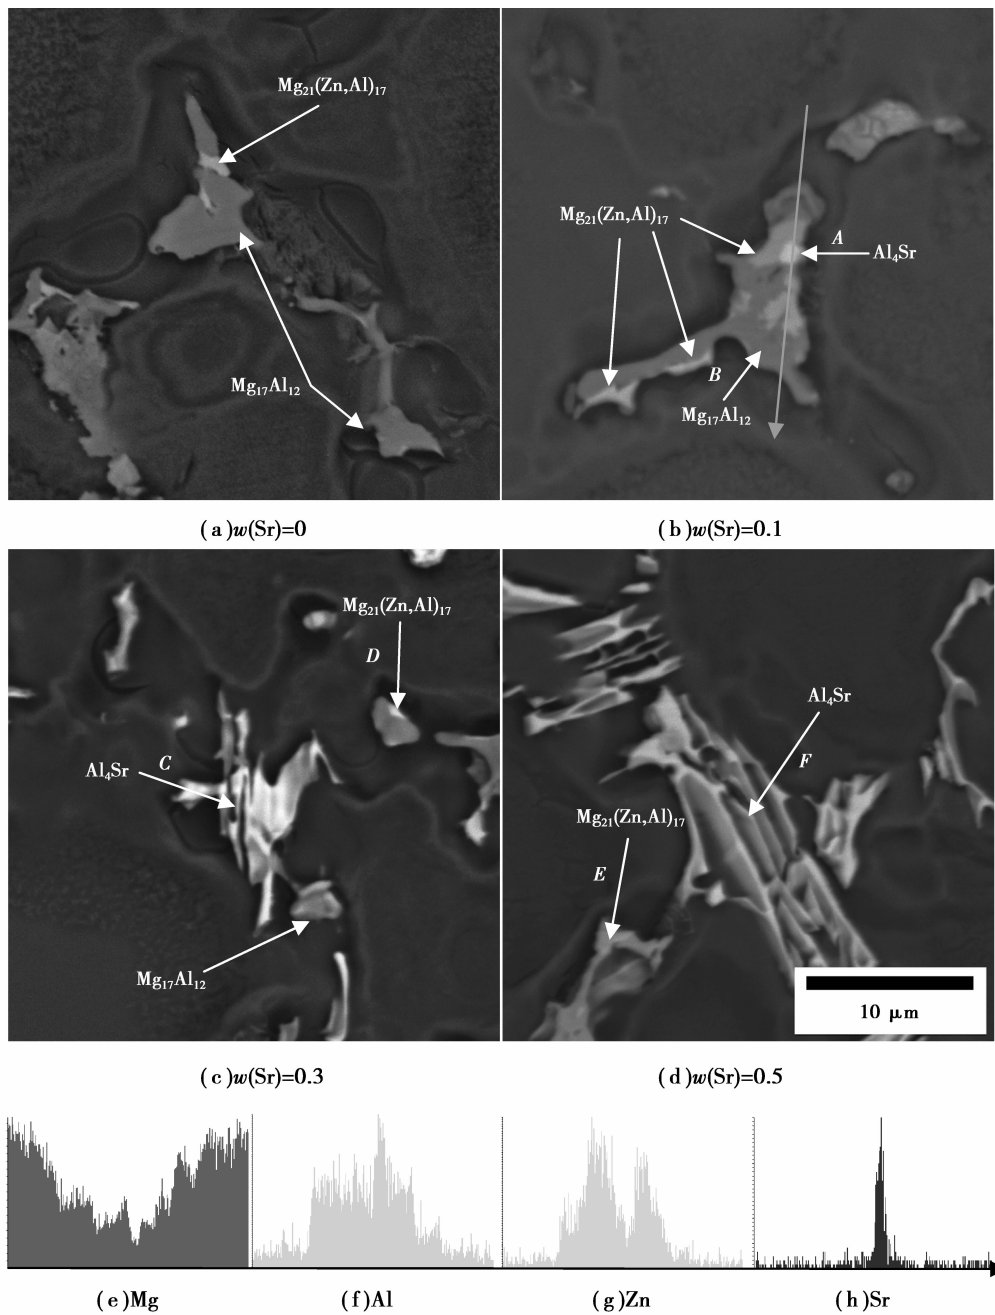 Mg₂₁(Zn,Al)₁₇
Mg₁₇Al₁₂
Mg₂₁(Zn,Al)₁₇
A
Al₄Sr
B
Mg₁₇Al₁₂
(a)w(Sr)=0
(b)w(Sr)=0.1
Mg₂₁(Zn,Al)₁₇
D
C
Al₄Sr
Mg₁₇Al₁₂
Al₄Sr
F
Mg₂₁(Zn,Al)₁₇
E
10 μm
(c)w(Sr)=0.3
(d)w(Sr)=0.5
(e)Mg
(f)Al
(g)Zn
(h)Sr